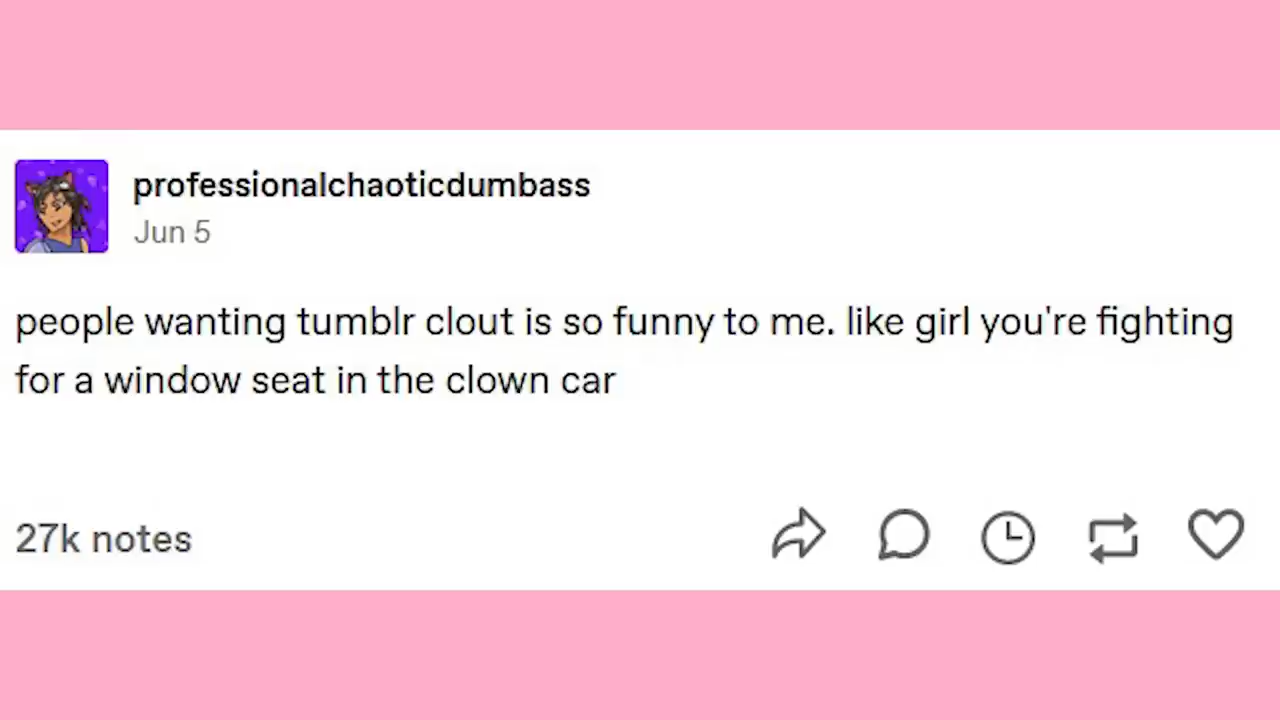 professionalchaoticdumbass
Jun 5
people wanting tumblr clout is so funny to me. like girl you're fighting
for a window seat in the clown car
27k notes